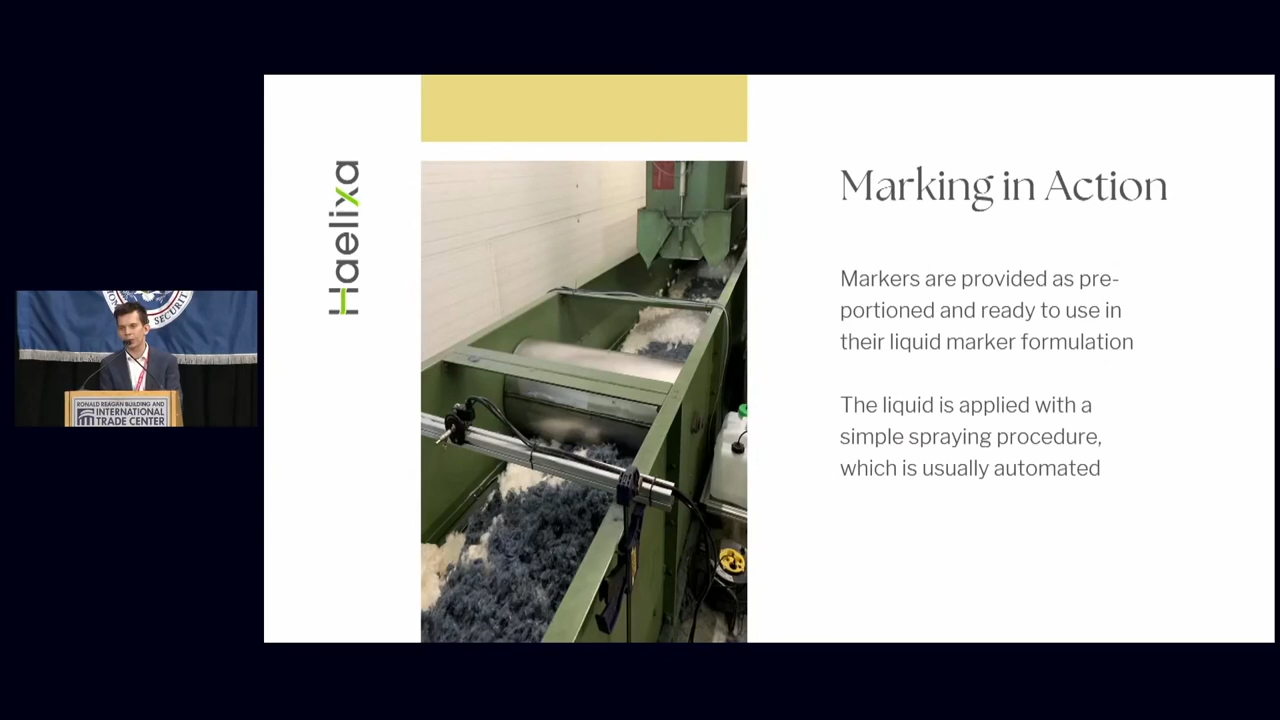 Haelixa
Marking in Action
Markers are provided as pre-
portioned and ready to use in
their liquid marker formulation
The liquid is applied with a
simple spraying procedure,
which is usually automated
SECURIT
RONALD REAGAN BUILDING AND
INTERNATIONAL
TRADE CENTER